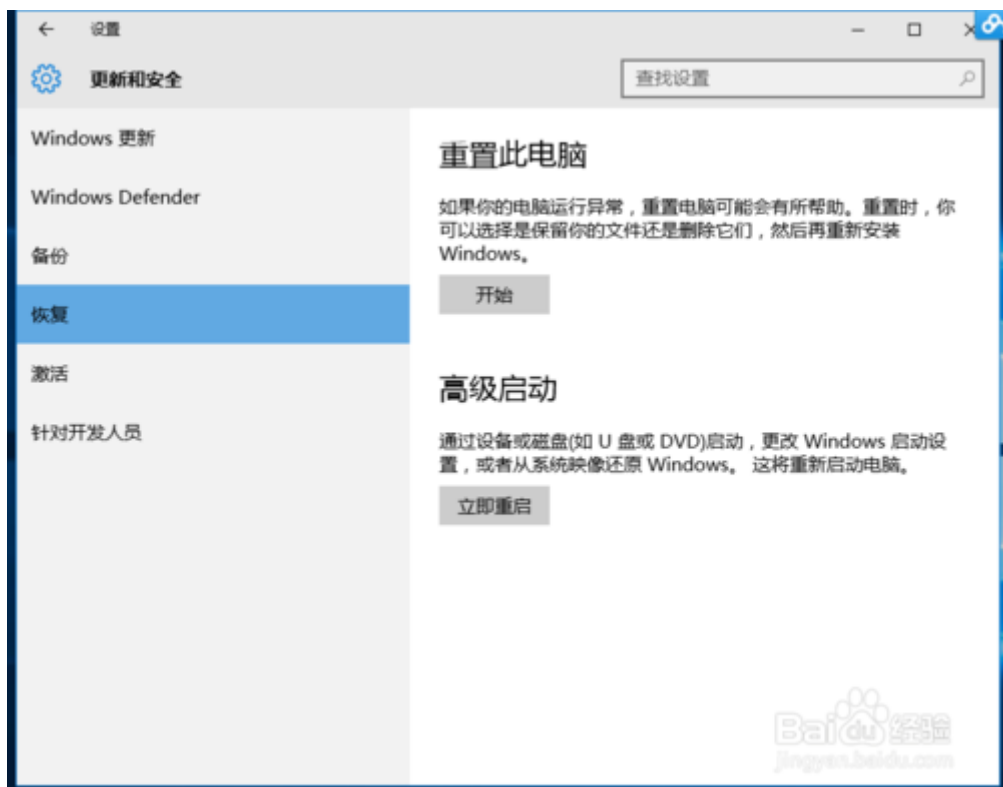 设置
更新和安全
查找设置
Windows 更新
Windows Defender
备份
恢复
激活
针对开发人员
重置此电脑
如果你的电脑运行异常，重置电脑可能会有所帮助。重置时，你
可以选择是保留你的文件还是删除它们，然后再重新安装
Windows。
开始
高级启动
通过设备或磁盘(如 U 盘或 DVD)启动，更改 Windows 启动设
置，或者从系统映像还原 Windows。 这将重新启动电脑。
立即重启
Baidu 经验
jingyan.baidu.com